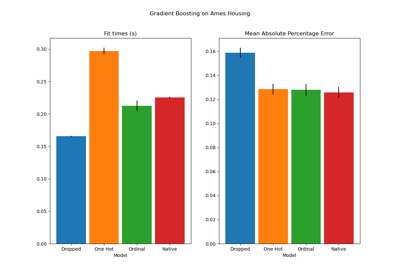 Gradient Boosting on Ames Housing
Fit times (s)
0.30
0.25
0.20
0.15
0.10
0.05
0.00
Dropped One Hot Ordinal Native
Model
Mean Absolute Percentage Error
0.16
0.14
0.12
0.10
0.08
0.06
0.04
0.02
0.00
Dropped One Hot Ordinal Native
Model